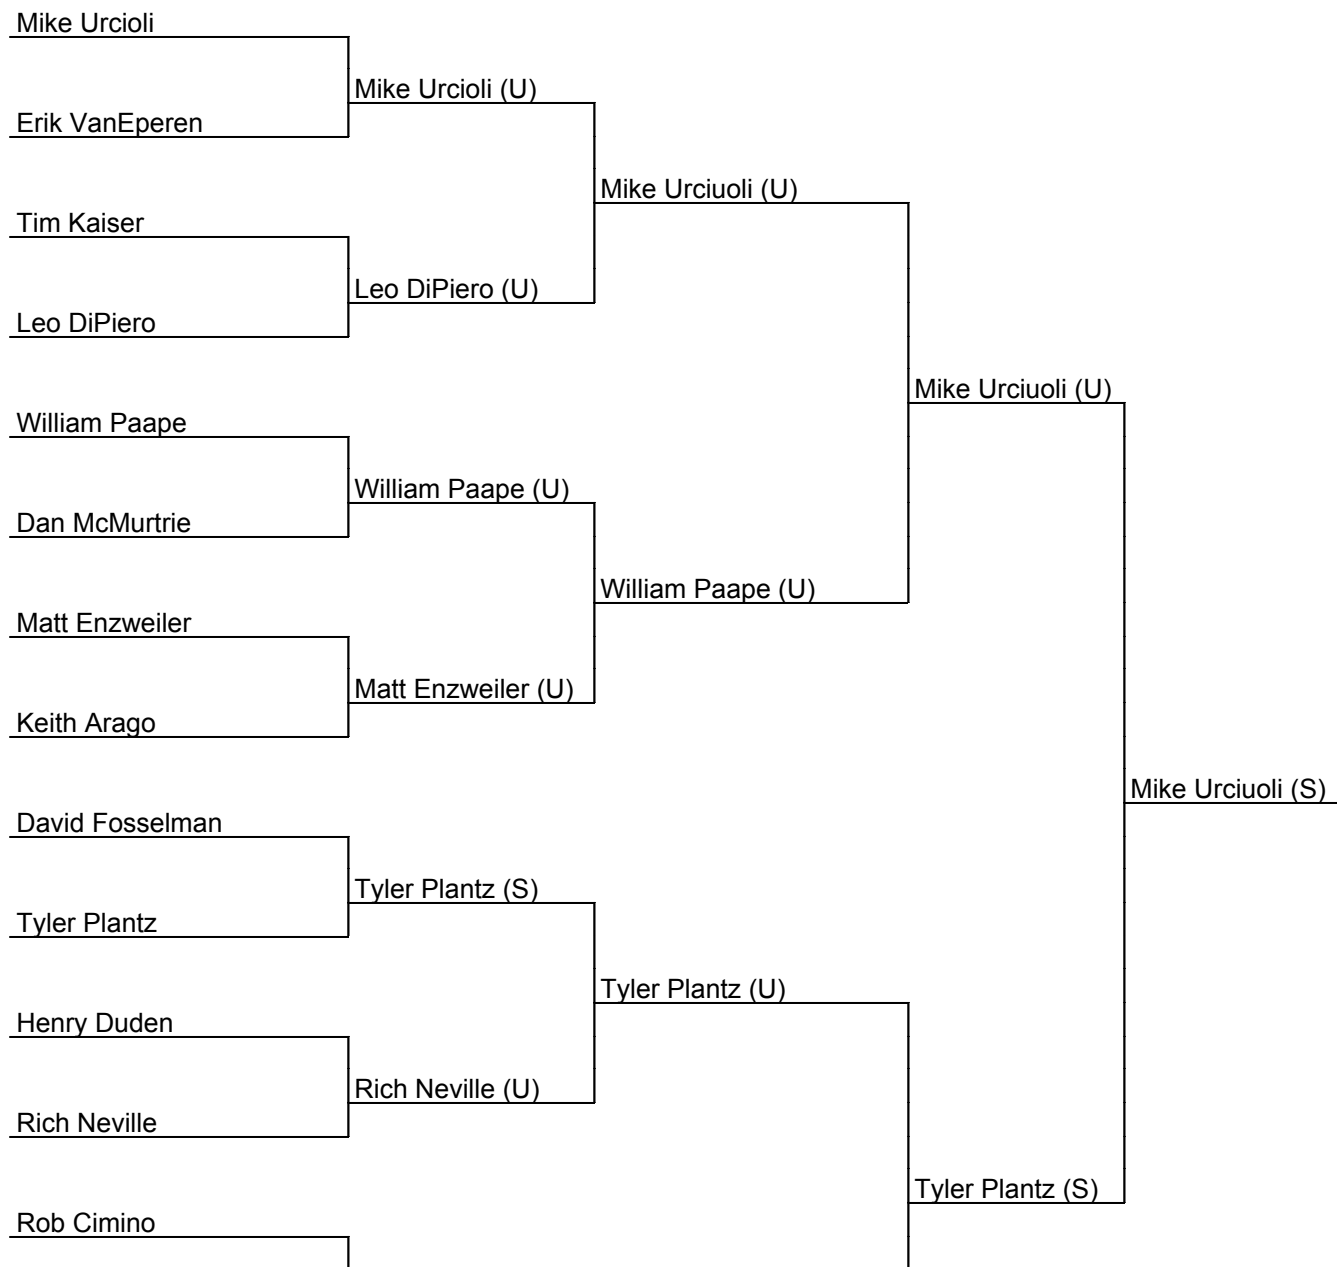 Mike Urcioli
Mike Urcioli (U)
Erik VanEperen
Mike Urciuoli (U)
Tim Kaiser
Leo DiPiero (U)
Leo DiPiero
Mike Urciuoli (U)
William Paape
William Paape (U)
Dan McMurtrie
William Paape (U)
Matt Enzweiler
Matt Enzweiler (U)
Keith Arago
Mike Urciuoli (S)
David Fosselman
Tyler Plantz (S)
Tyler Plantz
Tyler Plantz (U)
Henry Duden
Rich Neville (U)
Rich Neville
Tyler Plantz (S)
Rob Cimino